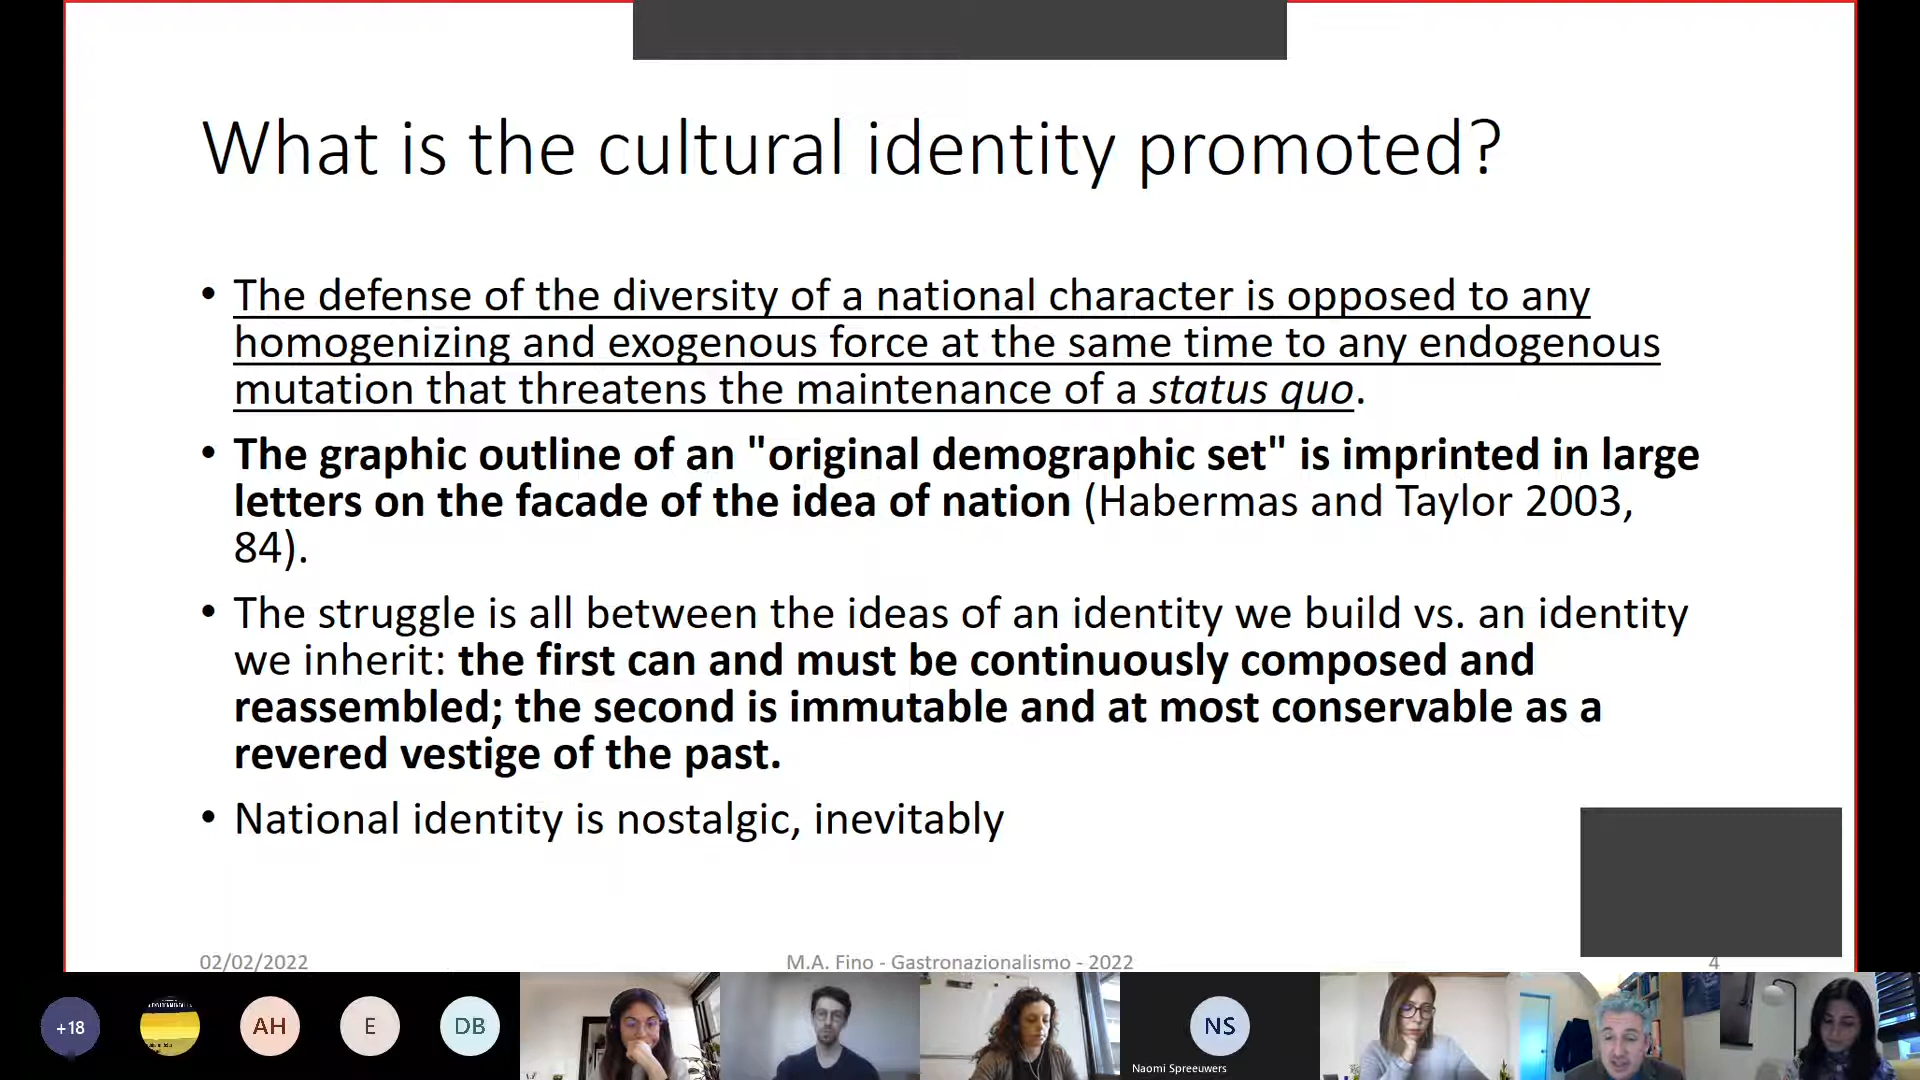 What is the cultural identity promoted?
• The defense of the diversity of a national character is opposed to any
homogenizing and exogenous force at the same time to any endogenous
mutation that threatens the maintenance of a status quo.
• The graphic outline of an "original demographic set" is imprinted in large
letters on the facade of the idea of nation (Habermas and Taylor 2003,
84).
• The struggle is all between the ideas of an identity we build vs. an identity
we inherit: the first can and must be continuously composed and
reassembled; the second is immutable and at most conservable as a
revered vestige of the past.
• National identity is nostalgic, inevitably
02/02/2022
M.A. Fino - Gastronazionalismo - 2022
4
+18
AH
E
DB
NS
Naomi Spreeuwers